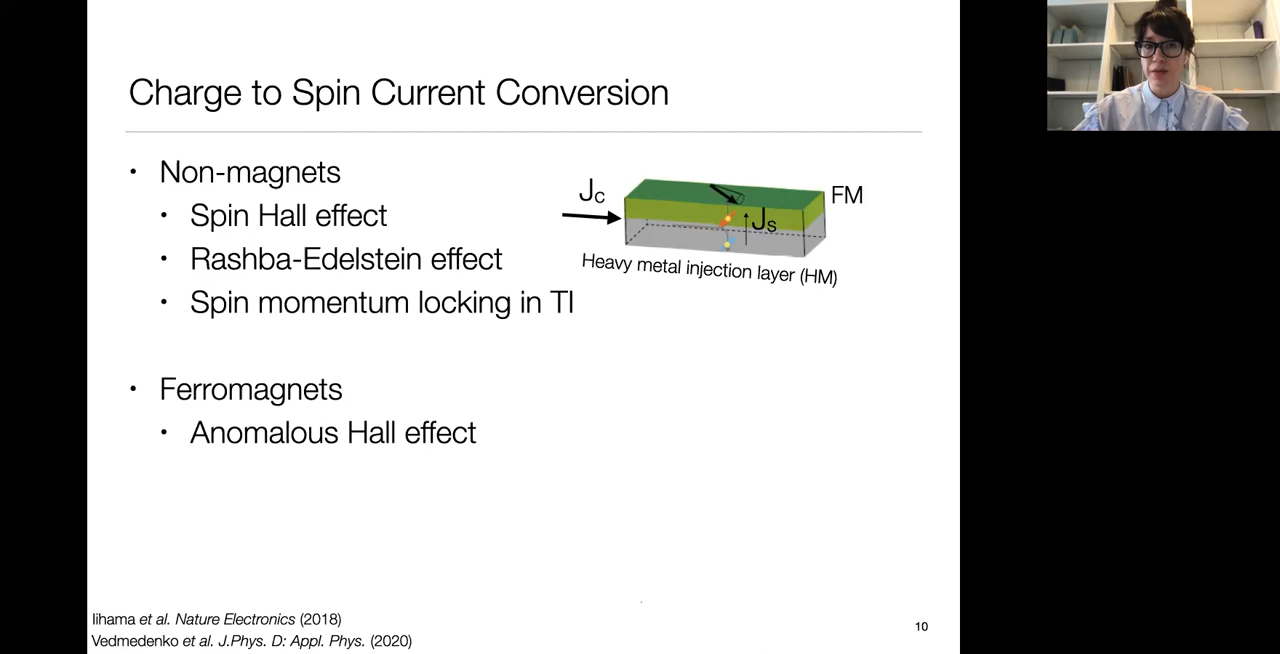 Charge to Spin Current Conversion
• Non-magnets
• Spin Hall effect
• Rashba-Edelstein effect
• Spin momentum locking in TI
Jc
FM
Js
Heavy metal injection layer (HM)
• Ferromagnets
• Anomalous Hall effect
Iihama et al. Nature Electronics (2018)
Vedmedenko et al. J.Phys. D: Appl. Phys. (2020)
10